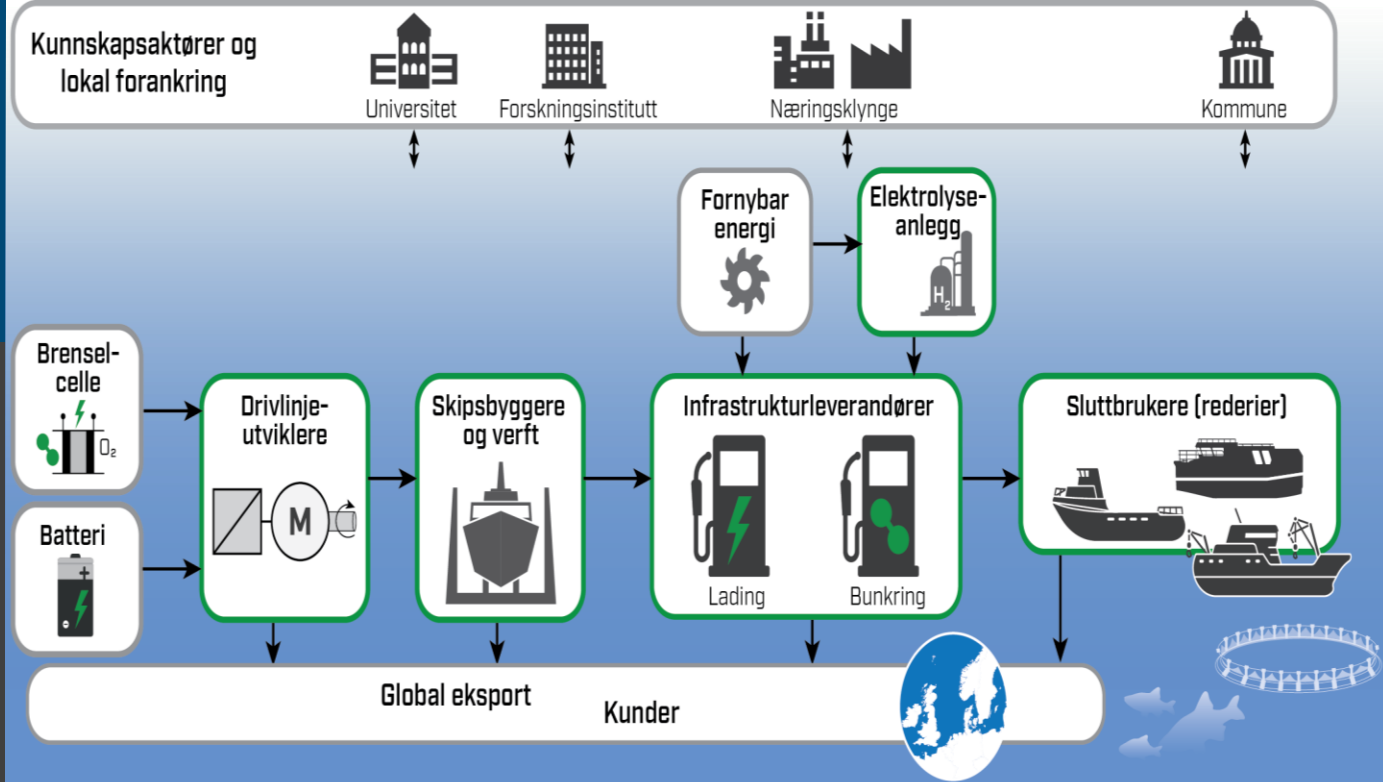 Kunnskapsaktører og
lokal forankring
Universitet
Forskningsinstitutt
Næringsklynge
Kommune
Fornybar
energi
Elektrolyse-
anlegg
H₂
Brensel-
celle
O₂
Batteri
+
-
Drivlinje-
utviklere
M
Skipsbyggere
og verft
Infrastrukturleverandører
Lading
Bunkring
Sluttbrukere (rederier)
Global eksport
Kunder